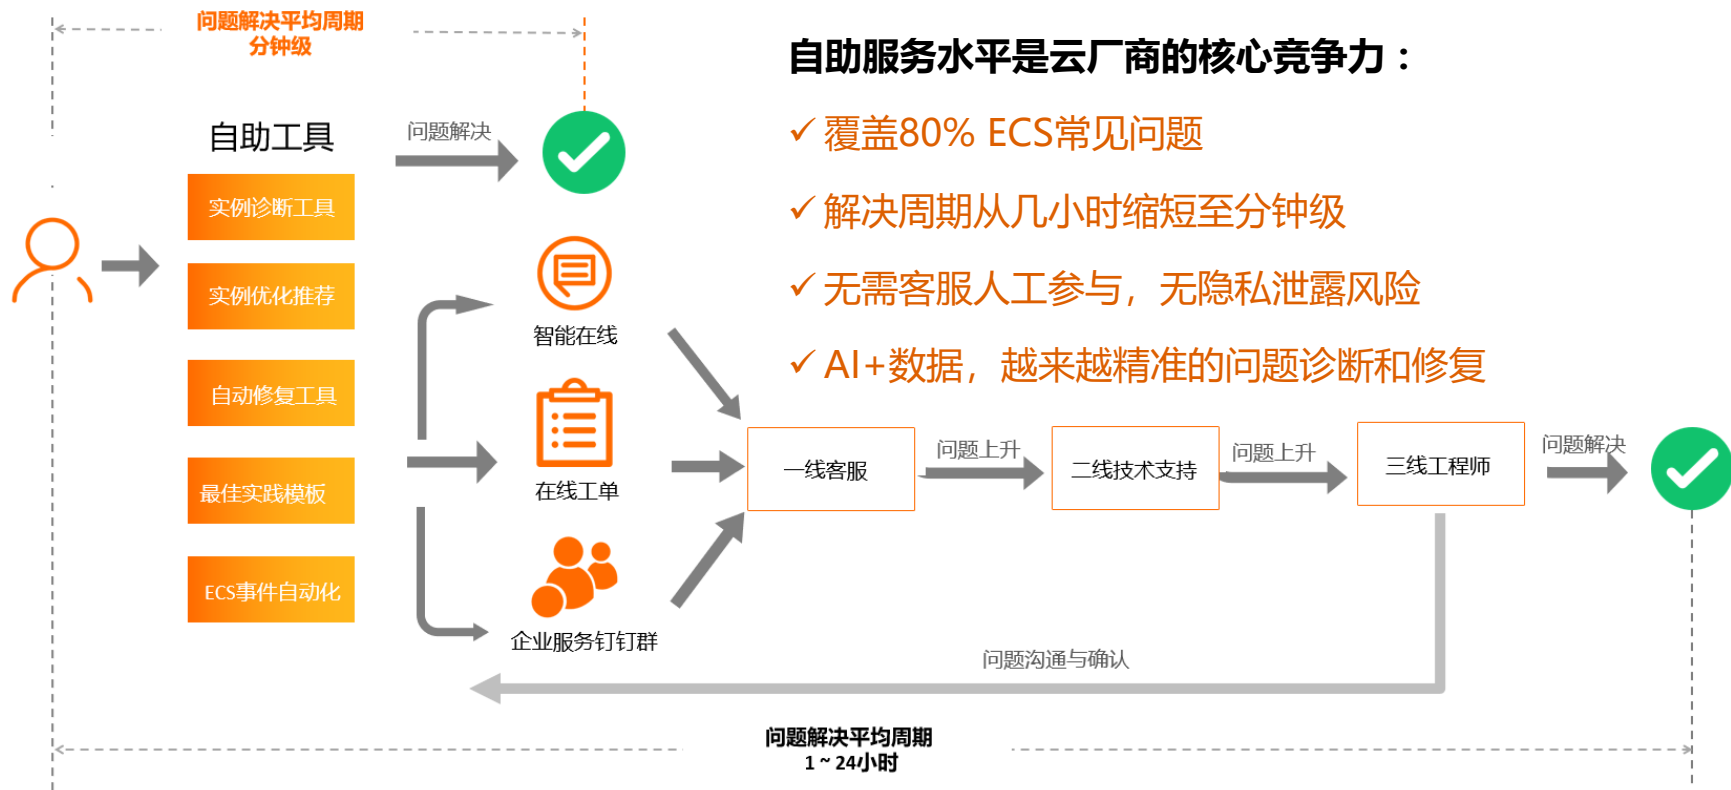 问题解决平均周期
分钟级
自助服务水平是云厂商的核心竞争力：
覆盖80% ECS常见问题
解决周期从几小时缩短至分钟级
无需客服人工参与，无隐私泄露风险
AI+数据，越来越精准的问题诊断和修复
自助工具
问题解决
实例诊断工具
实例优化推荐
自动修复工具
最佳实践模板
ECS事件自动化
智能在线
在线工单
企业服务钉钉群
一线客服
问题上升
二线技术支持
问题上升
三线工程师
问题解决
问题沟通与确认
问题解决平均周期
1 ~ 24小时